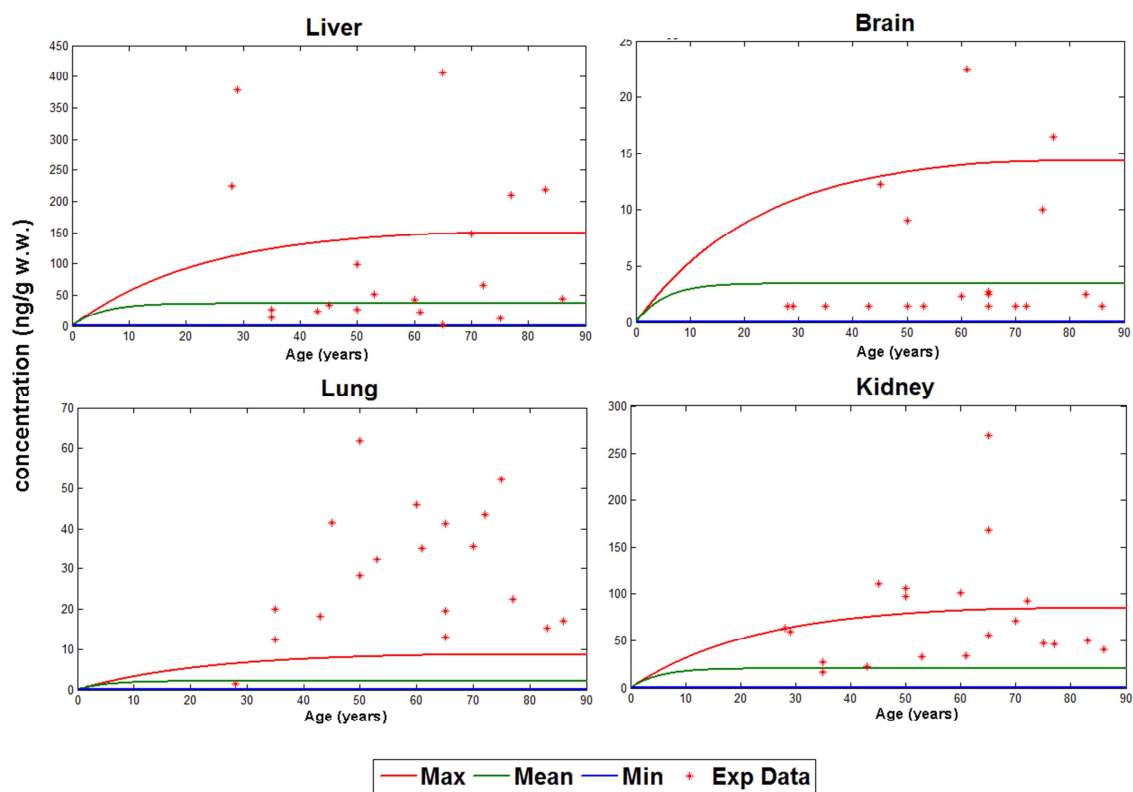 Liver
Brain
450
400
350
300
250
200
150
100
50
0
0 10 20 30 40 50 60 70 80 90
Age (years)
25
20
15
10
5
0
0 10 20 30 40 50 60 70 80 90
Age (years)
concentration (ng/g w.w.)
Lung
Kidney
70
60
50
40
30
20
10
0
0 10 20 30 40 50 60 70 80 90
Age (years)
300
250
200
150
100
50
0
0 10 20 30 40 50 60 70 80 90
Age (years)
Max Mean Min Exp Data